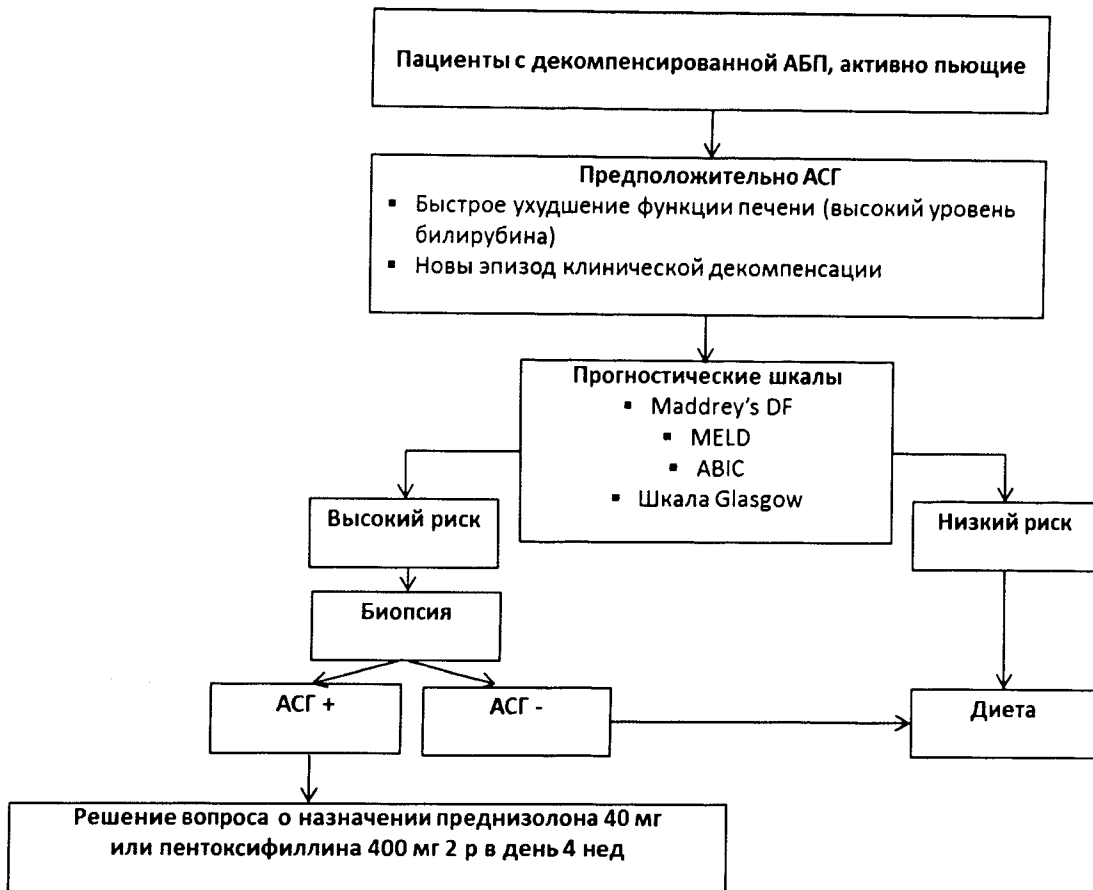 Пациенты с декомпенсированной АБП, активно пьющие
Предположительно АСГ
▪ Быстрое ухудшение функции печени (высокий уровень
билирубина)
▪ Новы эпизод клинической декомпенсации
Прогностические шкалы
▪ Maddrey's DF
▪ MELD
▪ ABIC
▪ Шкала Glasgow
Высокий риск
Низкий риск
Биопсия
АСГ +
АСГ -
Диета
Решение вопроса о назначении преднизолона 40 мг
или пентоксифиллина 400 мг 2 р в день 4 нед